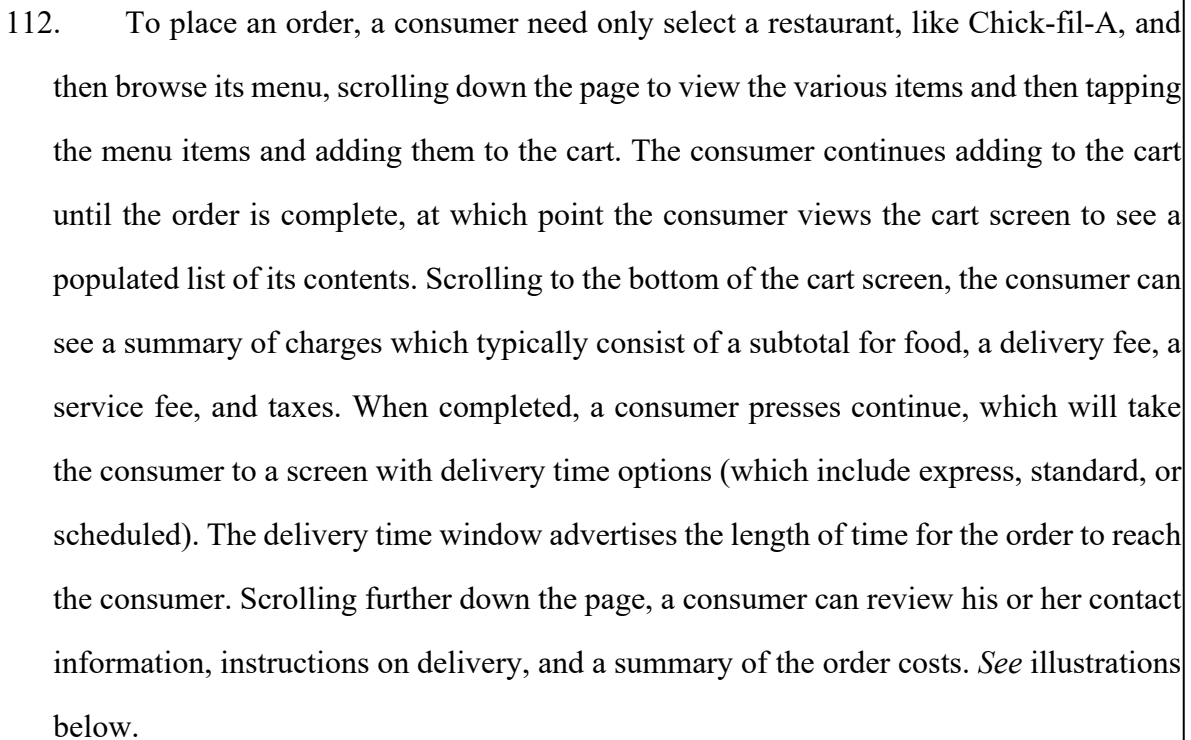 112. To place an order, a consumer need only select a restaurant, like Chick-fil-A, and
then browse its menu, scrolling down the page to view the various items and then tapping
the menu items and adding them to the cart. The consumer continues adding to the cart
until the order is complete, at which point the consumer views the cart screen to see a
populated list of its contents. Scrolling to the bottom of the cart screen, the consumer can
see a summary of charges which typically consist of a subtotal for food, a delivery fee, a
service fee, and taxes. When completed, a consumer presses continue, which will take
the consumer to a screen with delivery time options (which include express, standard, or
scheduled). The delivery time window advertises the length of time for the order to reach
the consumer. Scrolling further down the page, a consumer can review his or her contact
information, instructions on delivery, and a summary of the order costs. See illustrations
below.